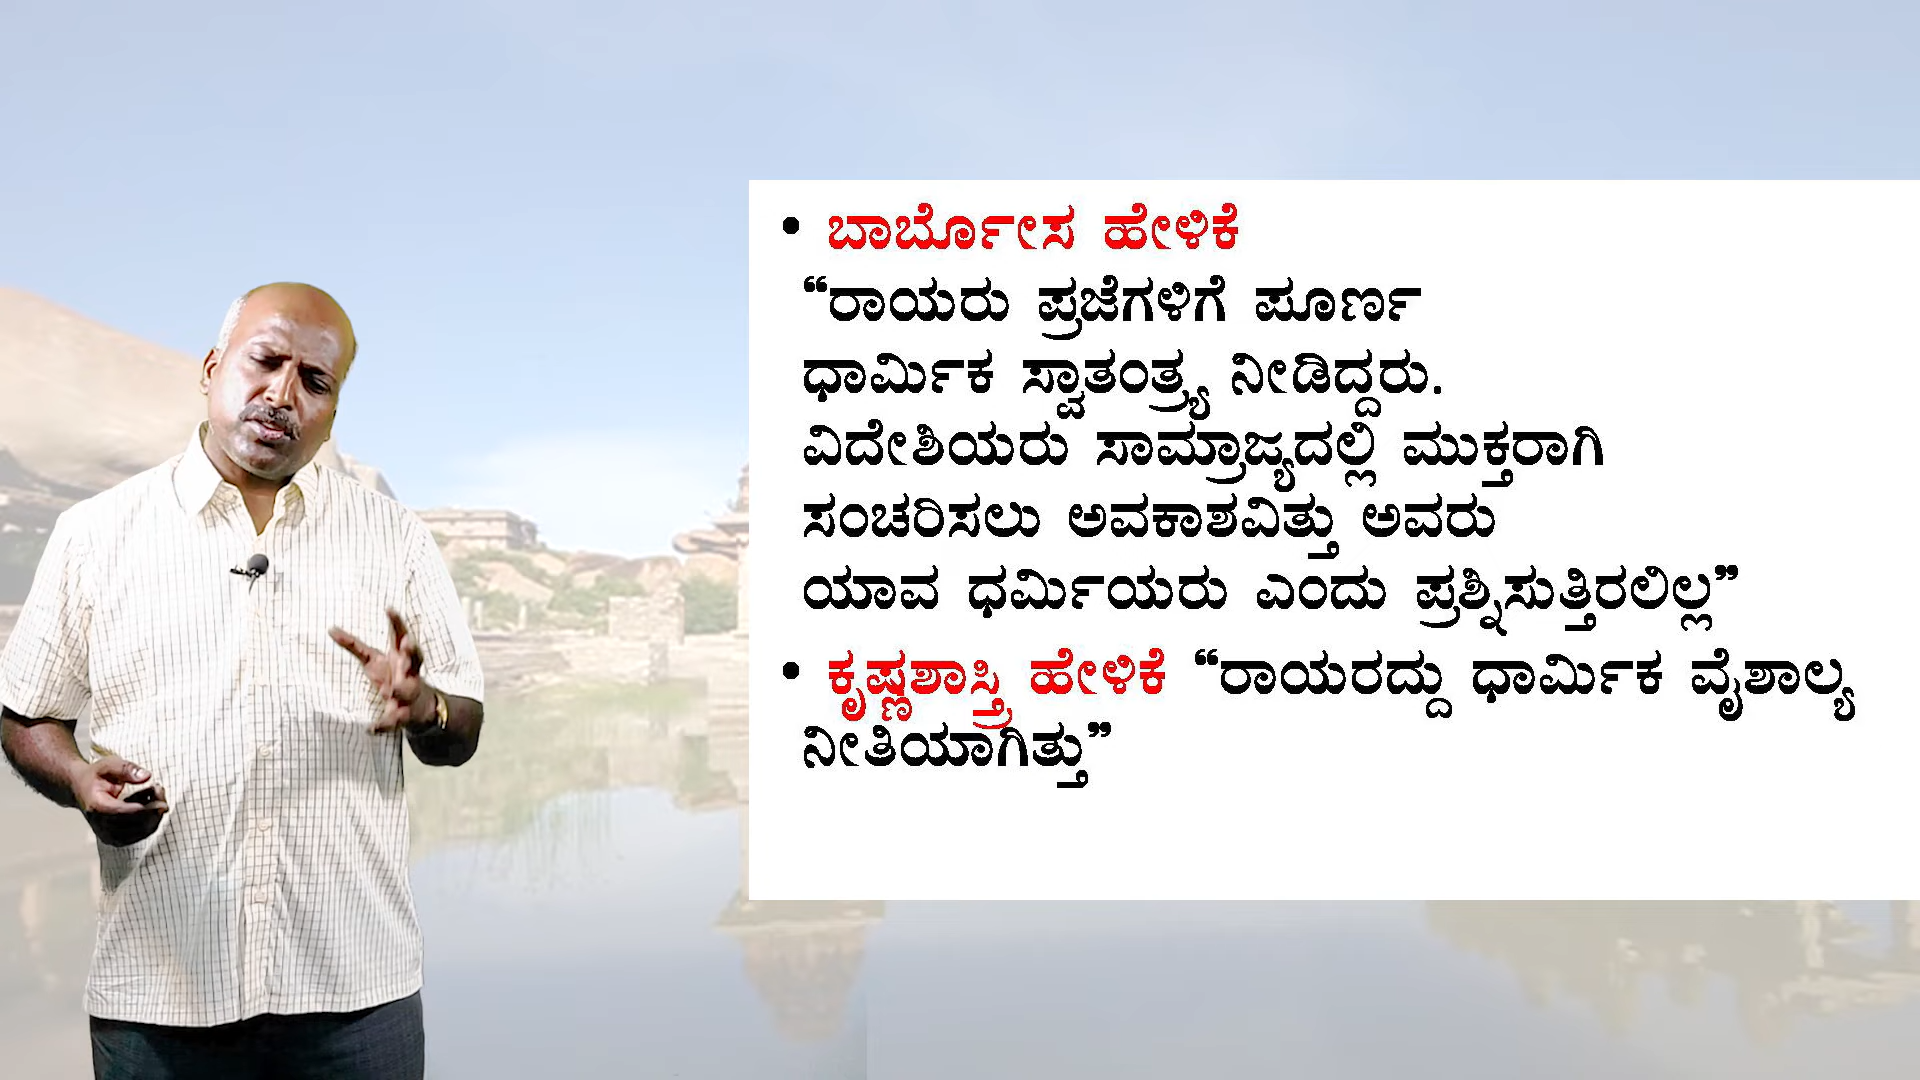 • ಬಾರ್ಬೊೇಸ ಹೇಳಿಕೆ
“ರಾಯರು ಪ್ರಜೆಗಳಿಗೆ ಪೂರ್ಣ
ಧಾರ್ಮಿಕ ಸ್ವಾತಂತ್ರ್ಯ ನೀಡಿದ್ದರು.
ವಿದೇಶಿಯರು ಸಾಮ್ರಾಜ್ಯದಲ್ಲಿ ಮುಕ್ತರಾಗಿ
ಸಂಚರಿಸಲು ಅವಕಾಶವಿತ್ತು ಅವರು
ಯಾವ ಧರ್ಮಿಯರು ಎಂದು ಪ್ರಶ್ನಿಸುತ್ತಿರಲಿಲ್ಲ”
• ಕೃಷ್ಣಶಾಸ್ತ್ರಿ ಹೇಳಿಕೆ “ರಾಯರದ್ದು ಧಾರ್ಮಿಕ ವೈಶಾಲ್ಯ
ನೀತಿಯಾಗಿತ್ತು”